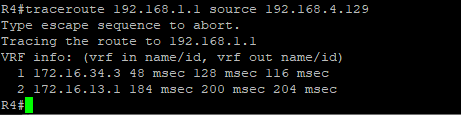 R4#traceroute 192.168.1.1 source 192.168.4.129
Type escape sequence to abort.
Tracing the route to 192.168.1.1
VRF info: (vrf in name/id, vrf out name/id)
  1 172.16.34.3 48 msec 128 msec 116 msec
  2 172.16.13.1 184 msec 200 msec 204 msec
R4#